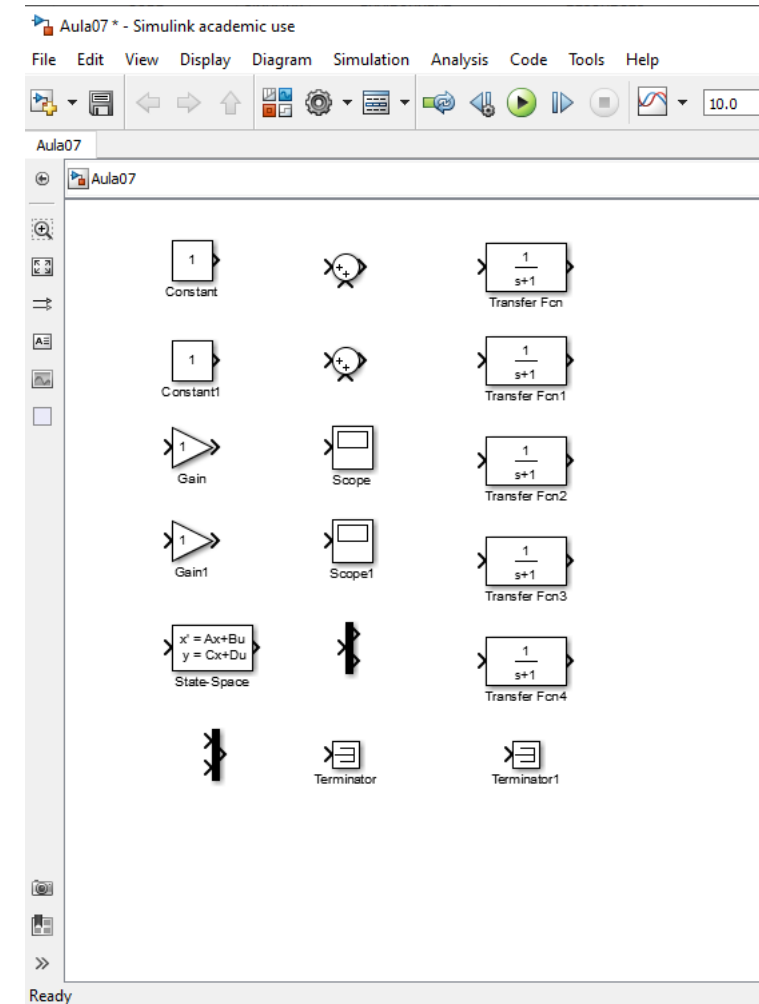 Aula07 * - Simulink academic use
File Edit View Display Diagram Simulation Analysis Code Tools Help
10.0
Aula07
Aula07
1
Constant
+
+
1
s+1
Transfer Fcn
1
Constant1
+
+
1
s+1
Transfer Fcn1
1
Gain
Scope
1
s+1
Transfer Fcn2
1
Gain1
Scope1
1
s+1
Transfer Fcn3
x' = Ax+Bu
y = Cx+Du
State-Space
1
s+1
Transfer Fcn4
Terminator
Terminator1
Ready